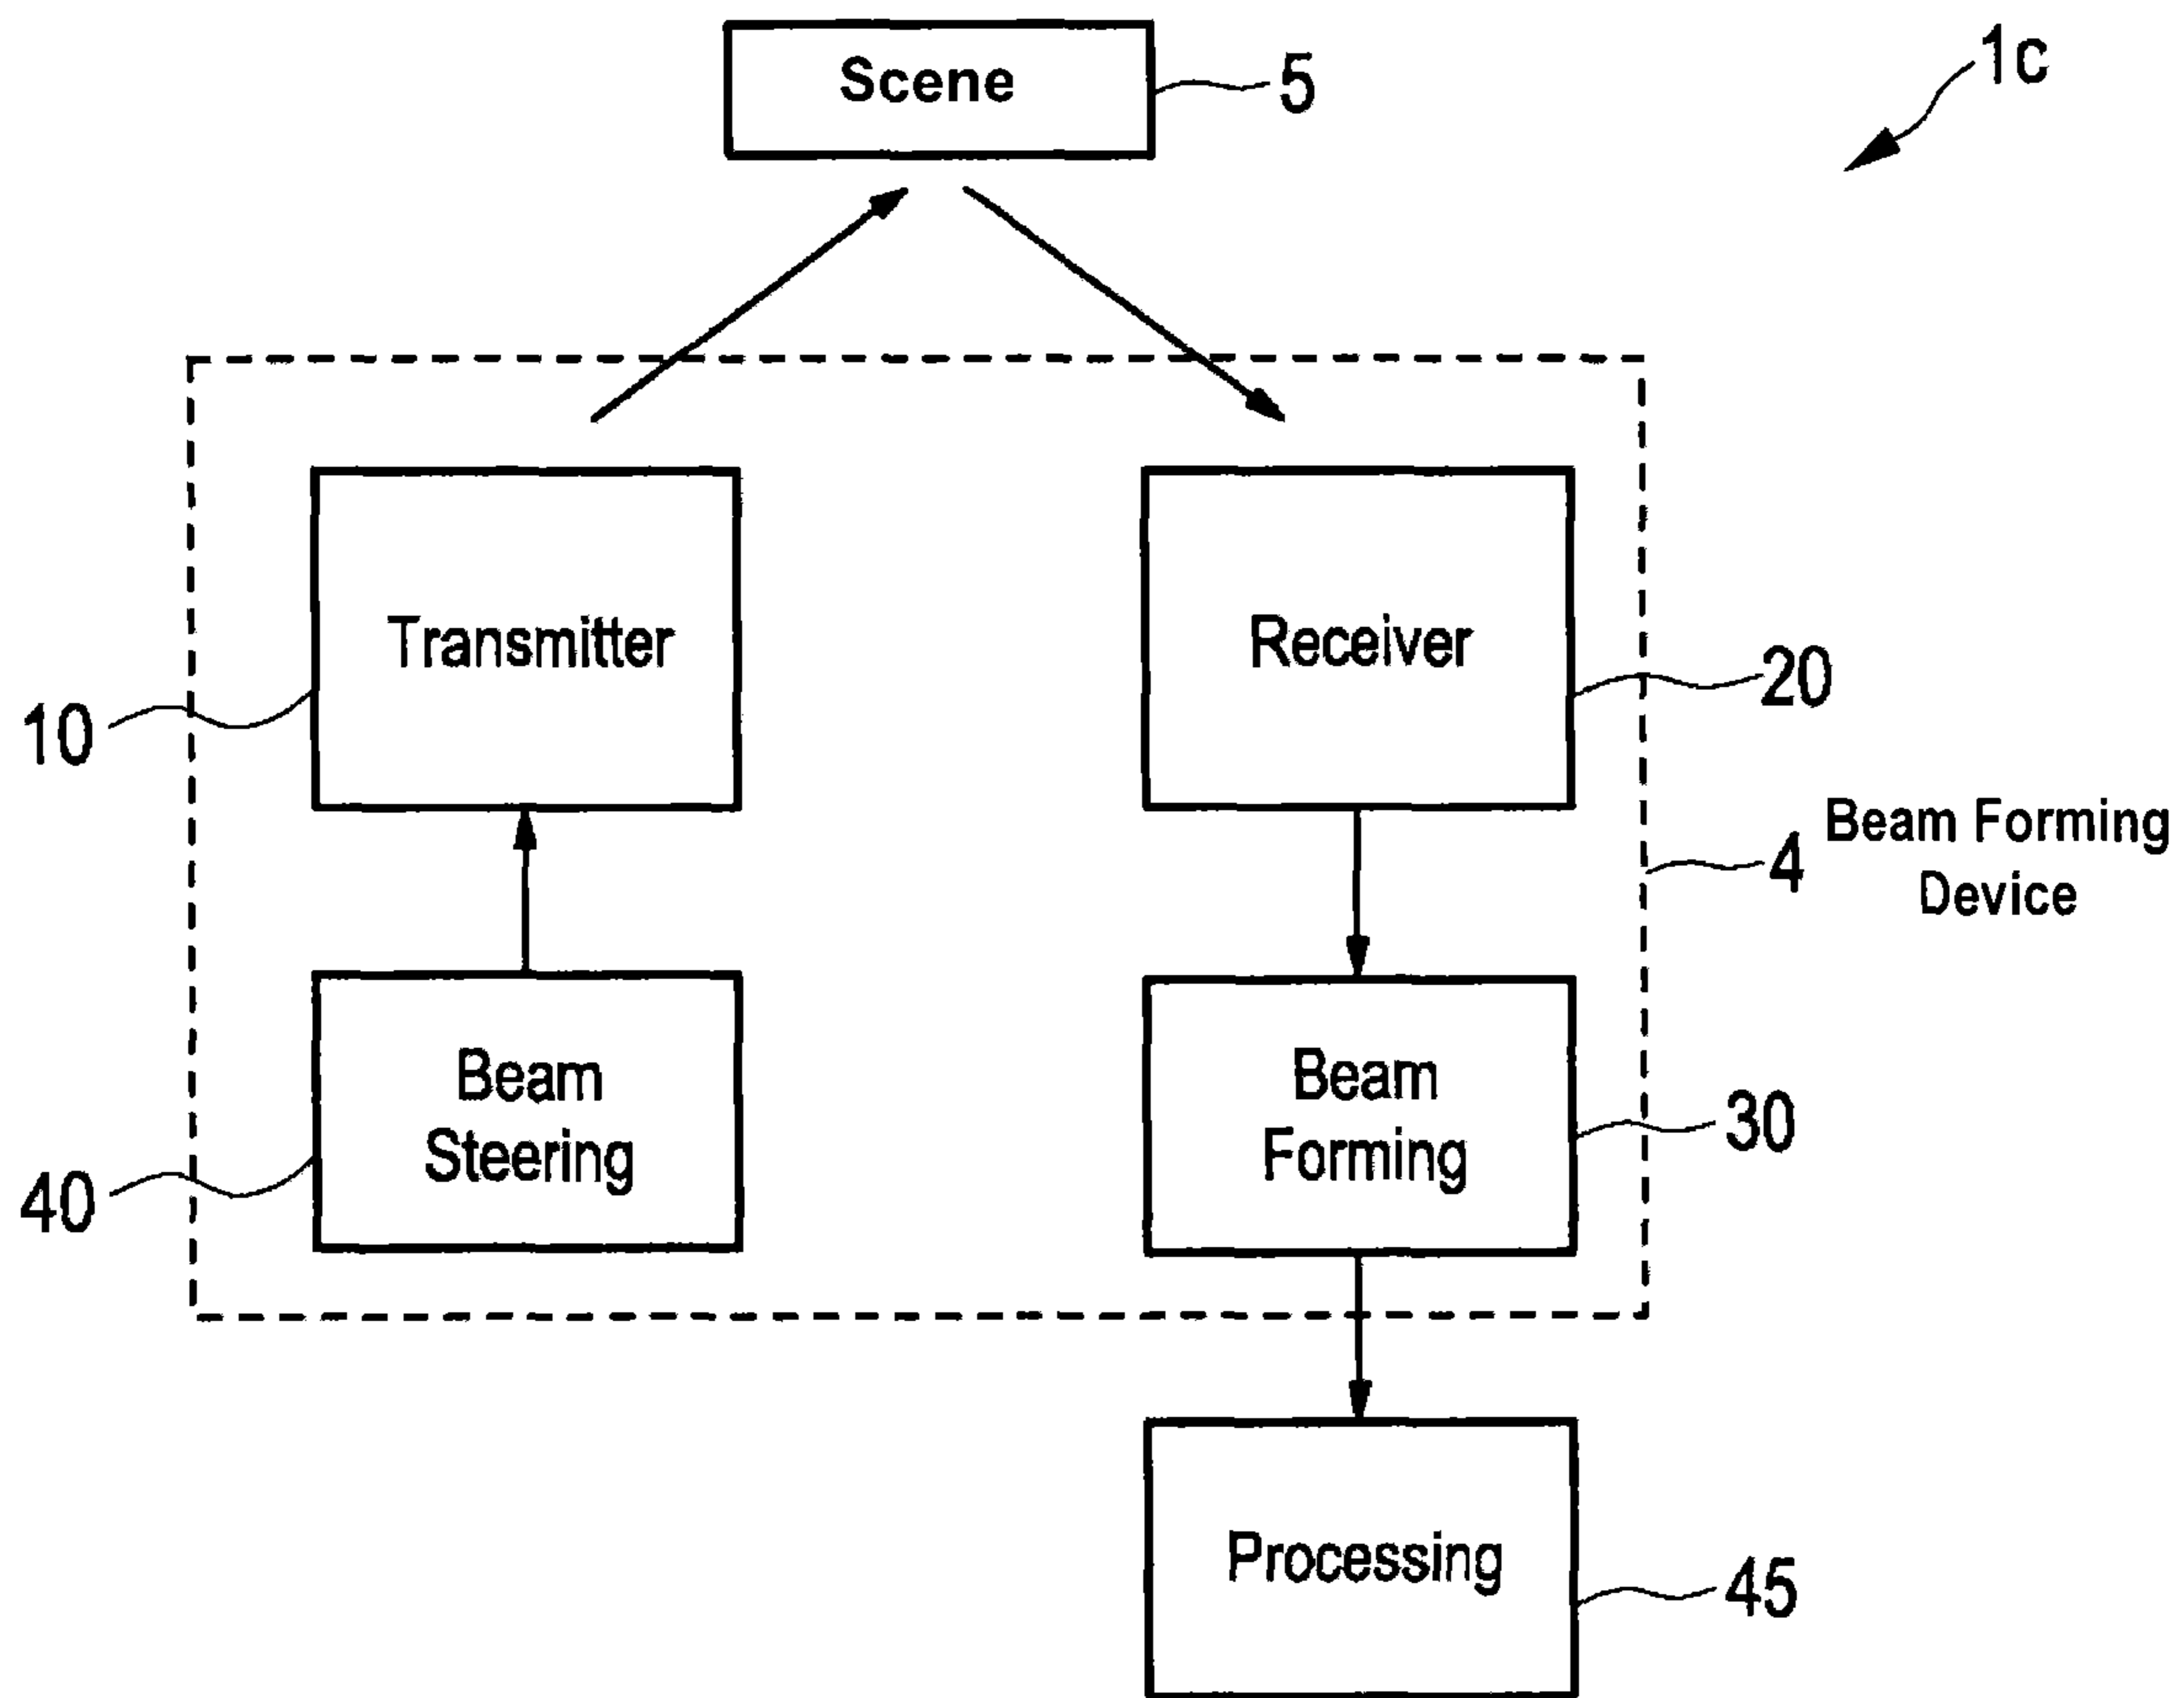 Scene
5
1c
Transmitter
Receiver
10
20
Beam Forming
Device
4
Beam
Steering
Beam
Forming
40
30
Processing
45